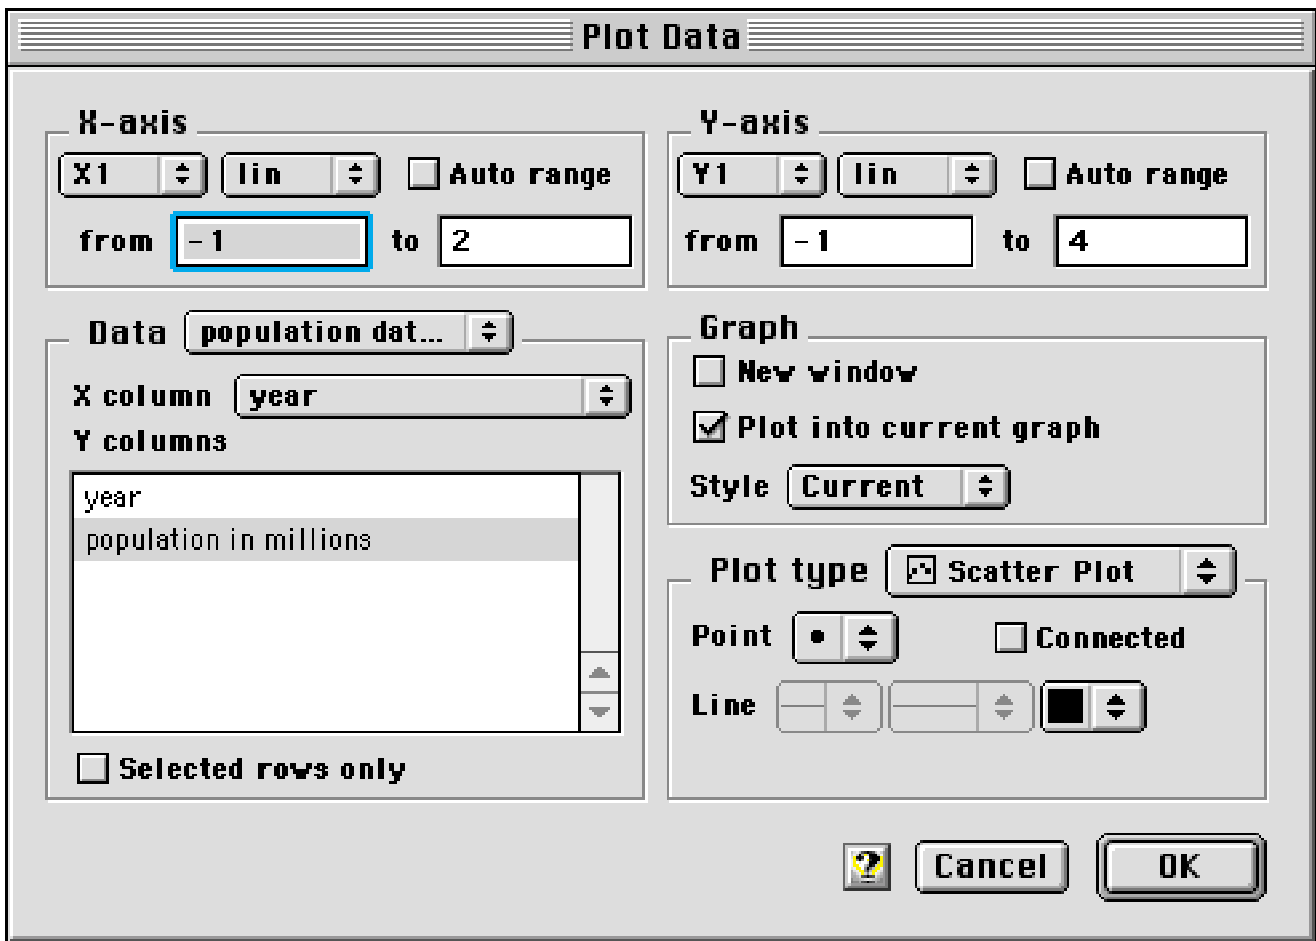 Plot Data
X-axis
X1 lin Auto range
from -1 to 2
Y-axis
Y1 lin Auto range
from -1 to 4
Data population dat...
X column year
Y columns
year
population in millions
Selected rows only
Graph
New window
Plot into current graph
Style Current
Plot type Scatter Plot
Point Connected
Line
? Cancel OK